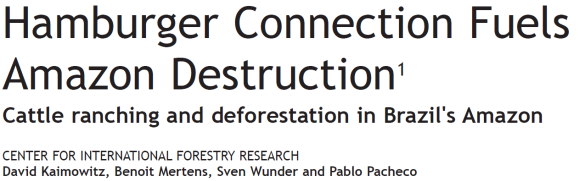 Hamburger Connection Fuels
Amazon Destruction¹
Cattle ranching and deforestation in Brazil's Amazon
CENTER FOR INTERNATIONAL FORESTRY RESEARCH
David Kaimowitz, Benoit Mertens, Sven Wunder and Pablo Pacheco